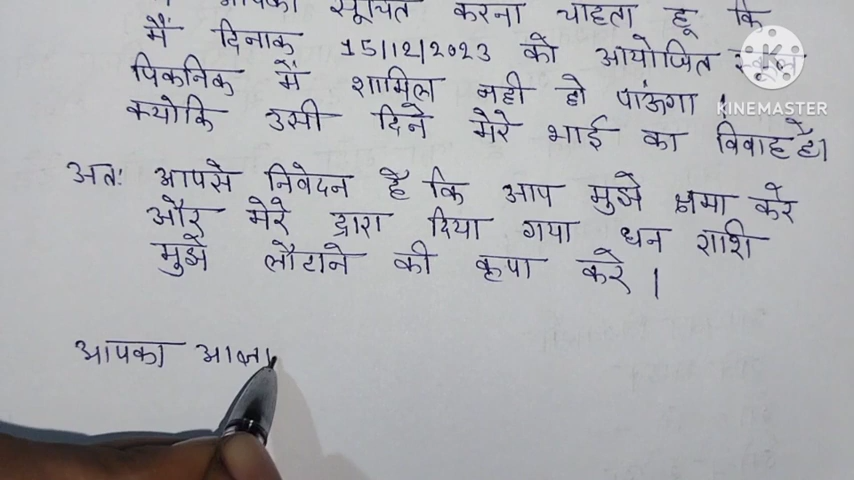 में आपको सूचित करना चाहता हू कि
मैं दिनाक 15/12/2023 को आयोजित स्कूल
पिकनिक में शामिल नही हो पाऊंगा ।
क्योकि उसी दिन मेरे भाई का विवाह है।
अतः आपसे निवेदन है कि आप मुझे क्षमा करे
और मेरे द्वारा दिया गया धन राशि
मुझे लौटाने की कृपा करे ।
आपका आज्ञा
KINEMASTER